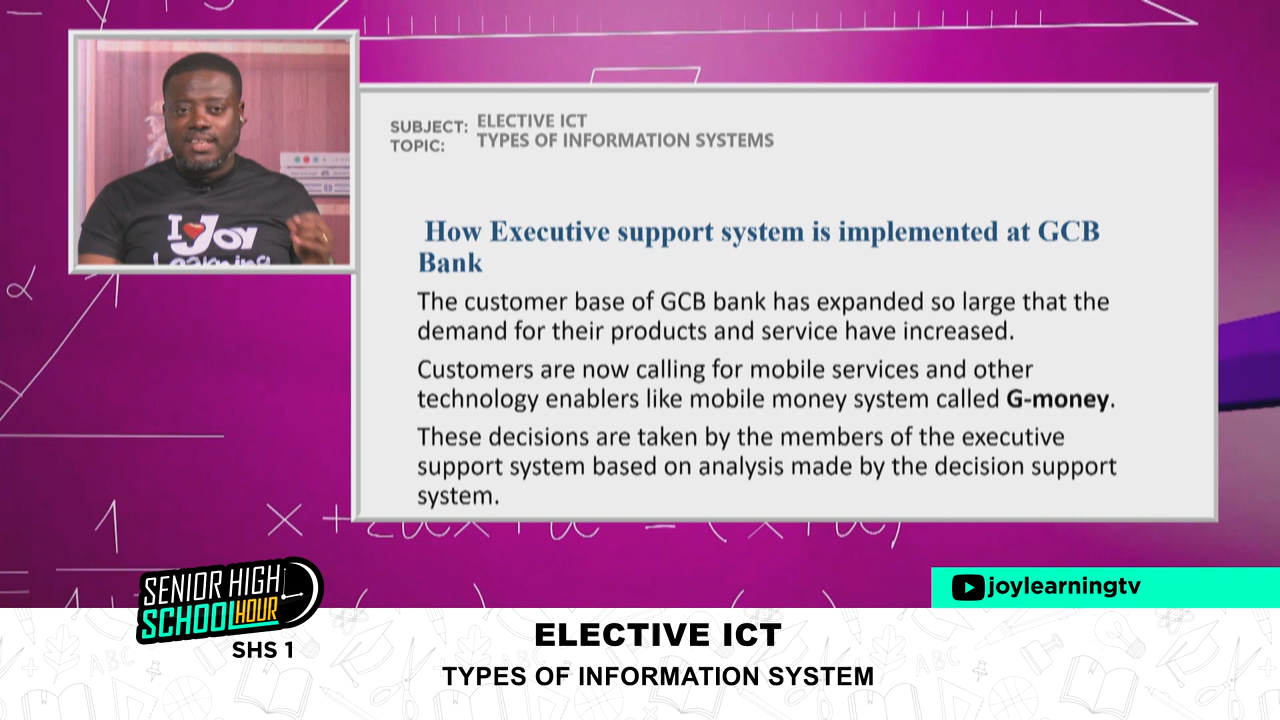 SUBJECT: ELECTIVE ICT
TOPIC: TYPES OF INFORMATION SYSTEMS
How Executive support system is implemented at GCB
Bank
The customer base of GCB bank has expanded so large that the
demand for their products and service have increased.
Customers are now calling for mobile services and other
technology enablers like mobile money system called G-money.
These decisions are taken by the members of the executive
support system based on analysis made by the decision support
system.
I JOY
Learning
SENIOR HIGH
SCHOOL HOUR
SHS 1
joylearningtv
ELECTIVE ICT
TYPES OF INFORMATION SYSTEM